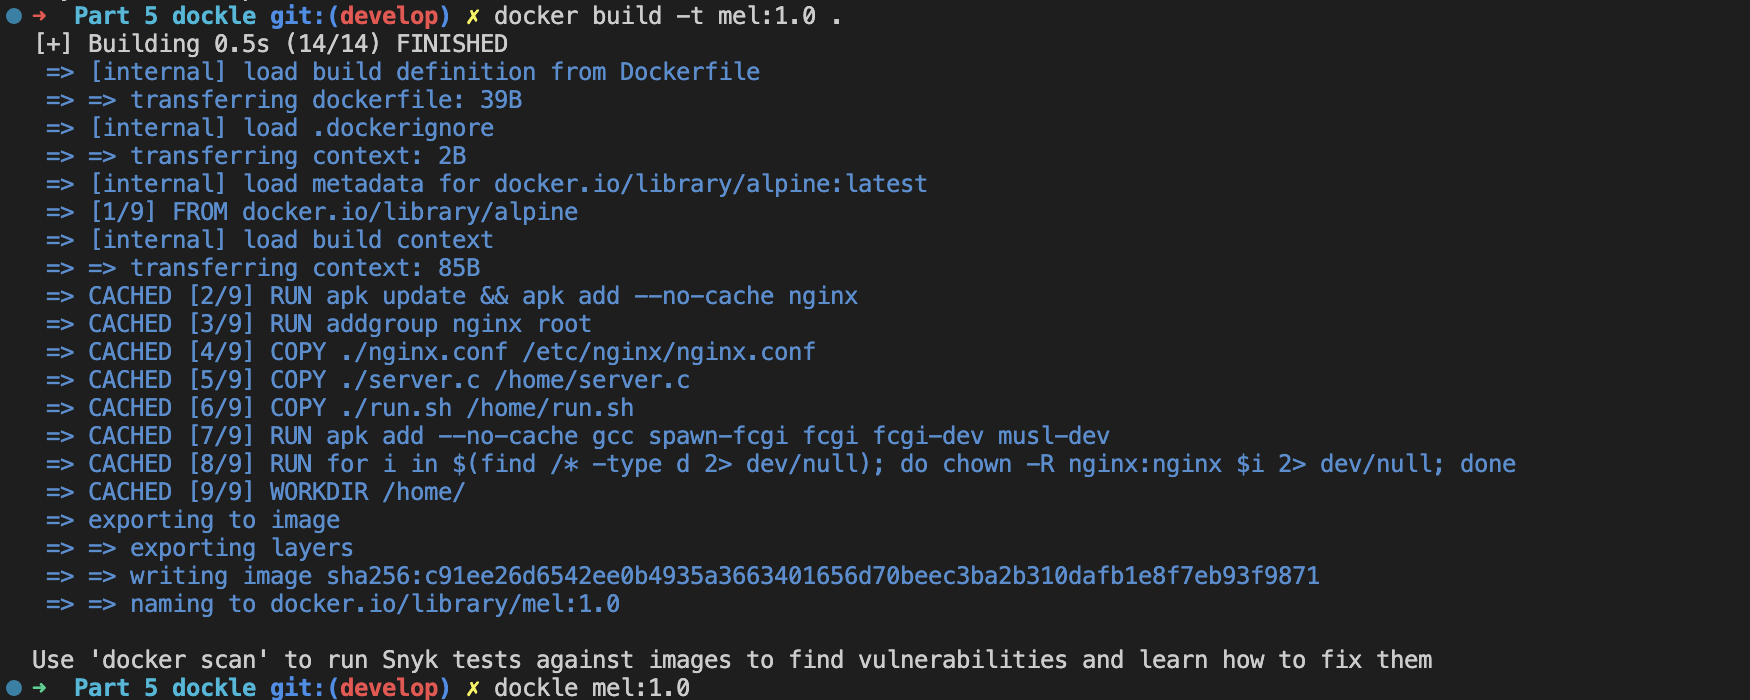 ➜ Part 5 dockle git:(develop) ✗ docker build -t mel:1.0 .
[+] Building 0.5s (14/14) FINISHED
=> [internal] load build definition from Dockerfile
=> => transferring dockerfile: 39B
=> [internal] load .dockerignore
=> => transferring context: 2B
=> [internal] load metadata for docker.io/library/alpine:latest
=> [1/9] FROM docker.io/library/alpine
=> [internal] load build context
=> => transferring context: 85B
=> CACHED [2/9] RUN apk update && apk add --no-cache nginx
=> CACHED [3/9] RUN addgroup nginx root
=> CACHED [4/9] COPY ./nginx.conf /etc/nginx/nginx.conf
=> CACHED [5/9] COPY ./server.c /home/server.c
=> CACHED [6/9] COPY ./run.sh /home/run.sh
=> CACHED [7/9] RUN apk add --no-cache gcc spawn-fcgi fcgi fcgi-dev musl-dev
=> CACHED [8/9] RUN for i in $(find /* -type d 2> dev/null); do chown -R nginx:nginx $i 2> dev/null; done
=> CACHED [9/9] WORKDIR /home/
=> exporting to image
=> => exporting layers
=> => writing image sha256:c91ee26d6542ee0b4935a3663401656d70beec3ba2b310dafb1e8f7eb93f9871
=> => naming to docker.io/library/mel:1.0
Use 'docker scan' to run Snyk tests against images to find vulnerabilities and learn how to fix them
➜ Part 5 dockle git:(develop) ✗ dockle mel:1.0